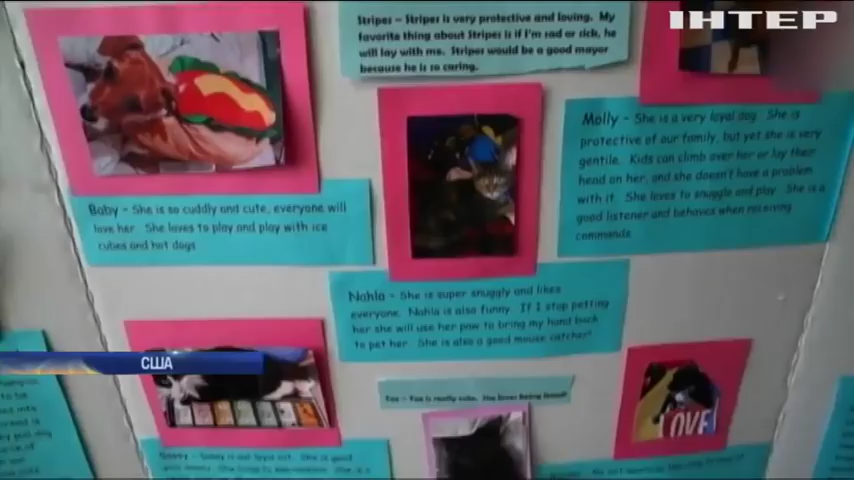 ІНТЕР
Stripes – Stripes is very protective and loving. My
favorite thing about Stripes is if I'm sad or sick, he
will lay with me. Stripes would be a good mayor
because he is so caring.
Molly – She is a very loyal dog. She is
protective of our family, but yet she is very
gentile. Kids can climb over her or lay their
head on her, and she doesn't have a problem
with it. She loves to snuggle and play. She is a
good listener and behaves when receiving
commands.
Baby – She is so cuddly and cute, everyone will
love her. She loves to play and play with ice
cubes and hot dogs
Nahla – She is super snuggly and likes
everyone. Nahla is also funny. If I stop petting
her she will use her paw to bring my hand back
to pet her. She is also a good mouse catcher!
США
is really cute. She loves being
LOVE